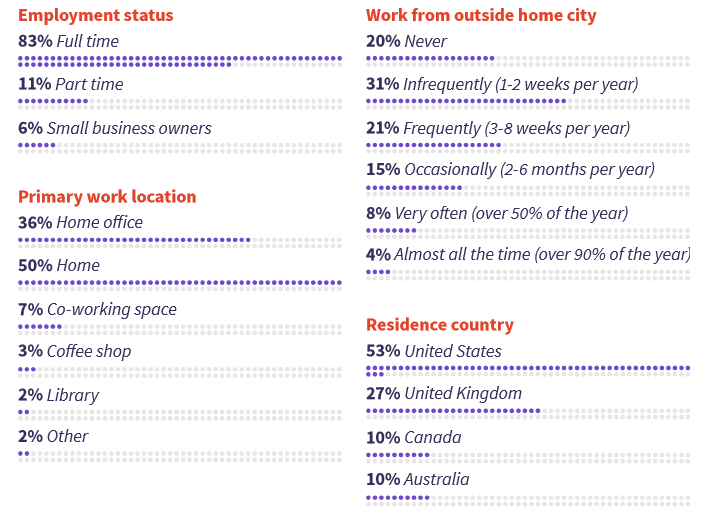 Employment status
83% Full time
11% Part time
6% Small business owners
Primary work location
36% Home office
50% Home
7% Co-working space
3% Coffee shop
2% Library
2% Other
Work from outside home city
20% Never
31% Infrequently (1-2 weeks per year)
21% Frequently (3-8 weeks per year)
15% Occasionally (2-6 months per year)
8% Very often (over 50% of the year)
4% Almost all the time (over 90% of the year)
Residence country
53% United States
27% United Kingdom
10% Canada
10% Australia